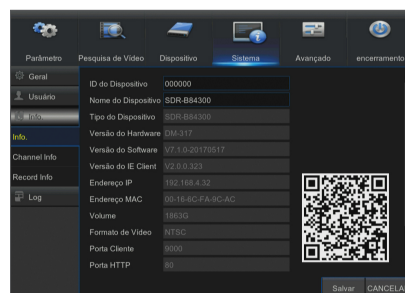 Parâmetro Pesquisa de Vídeo Dispositivo Sistema Avançado encerramento
Geral
Usuário
Info.
Info.
Channel Info
Record Info
Log
ID do Dispositivo 000000
Nome do Dispositivo SDR-B84300
Tipo do Dispositivo SDR-B84300
Versão do Hardware DM-317
Versão do Software V7.1.0-20170517
Versão do IE Client V2.0.0.323
Endereço IP 192.168.4.32
Endereço MAC 00-16-6C-FA-9C-AC
Volume 1863G
Formato de Vídeo NTSC
Porta Cliente 9000
Porta HTTP 80
Salvar CANCELAR